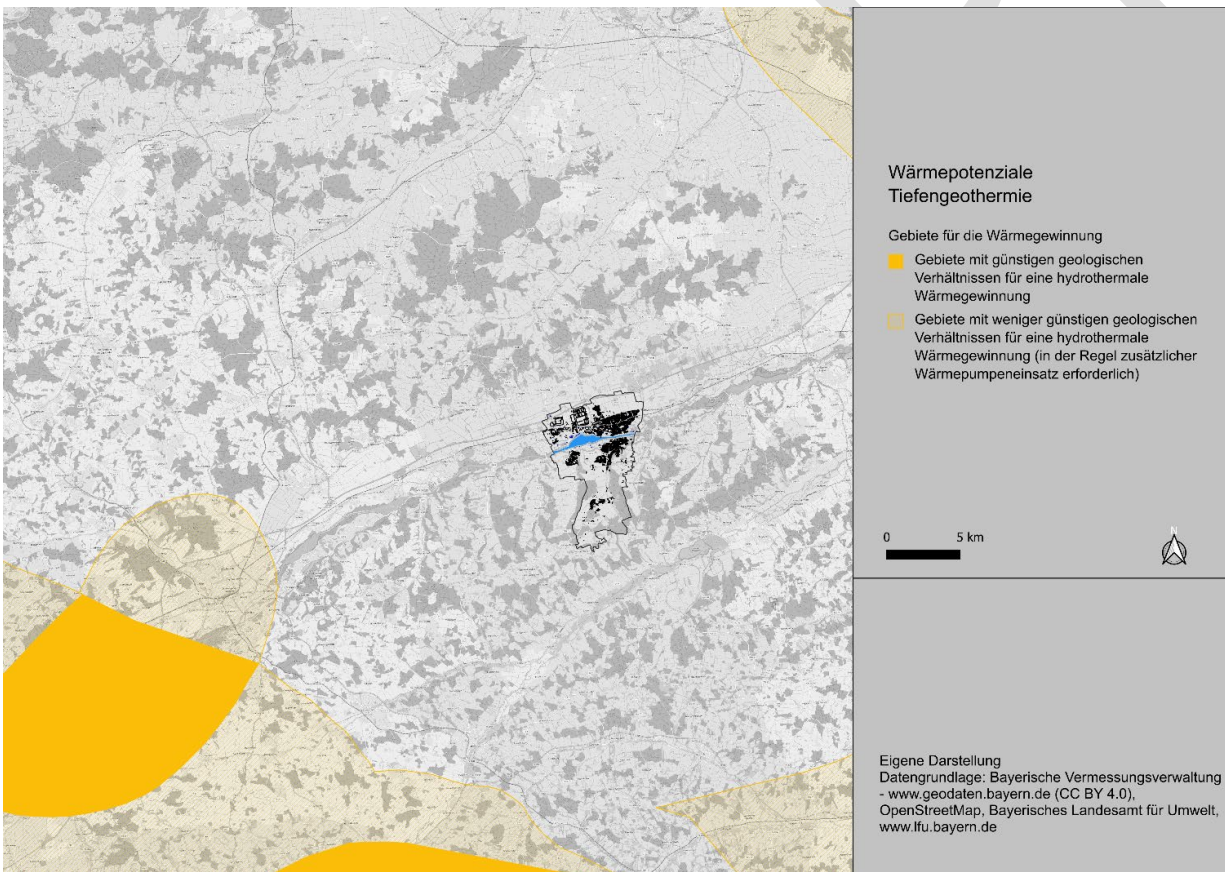 Wärmepotenziale
Tiefengeothermie
Gebiete für die Wärmegewinnung
Gebiete mit günstigen geologischen
Verhältnissen für eine hydrothermale
Wärmegewinnung
Gebiete mit weniger günstigen geologischen
Verhältnissen für eine hydrothermale
Wärmegewinnung (in der Regel zusätzlicher
Wärmepumpeneinsatz erforderlich)
0 5 km
N
Eigene Darstellung
Datengrundlage: Bayerische Vermessungsverwaltung
- www.geodaten.bayern.de (CC BY 4.0),
OpenStreetMap, Bayerisches Landesamt für Umwelt,
www.lfu.bayern.de